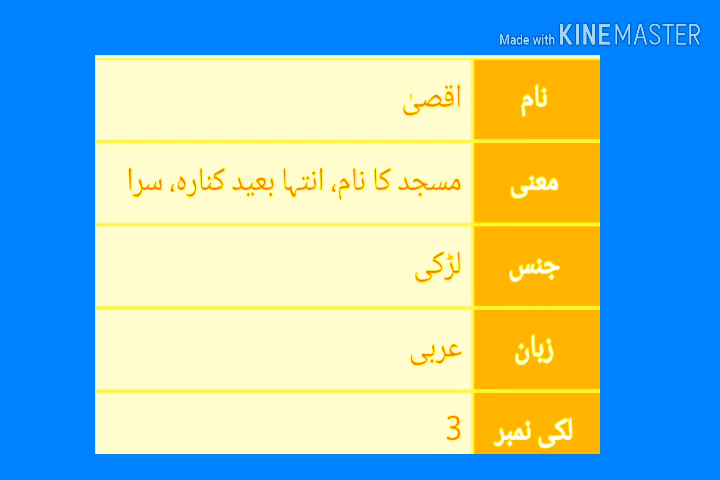 Made with KINEMASTER
نام اقصیٰ
معنی مسجد کا نام، انتہا بعید کنارہ، سرا
جنس لڑکی
زبان عربی
لکی نمبر 3